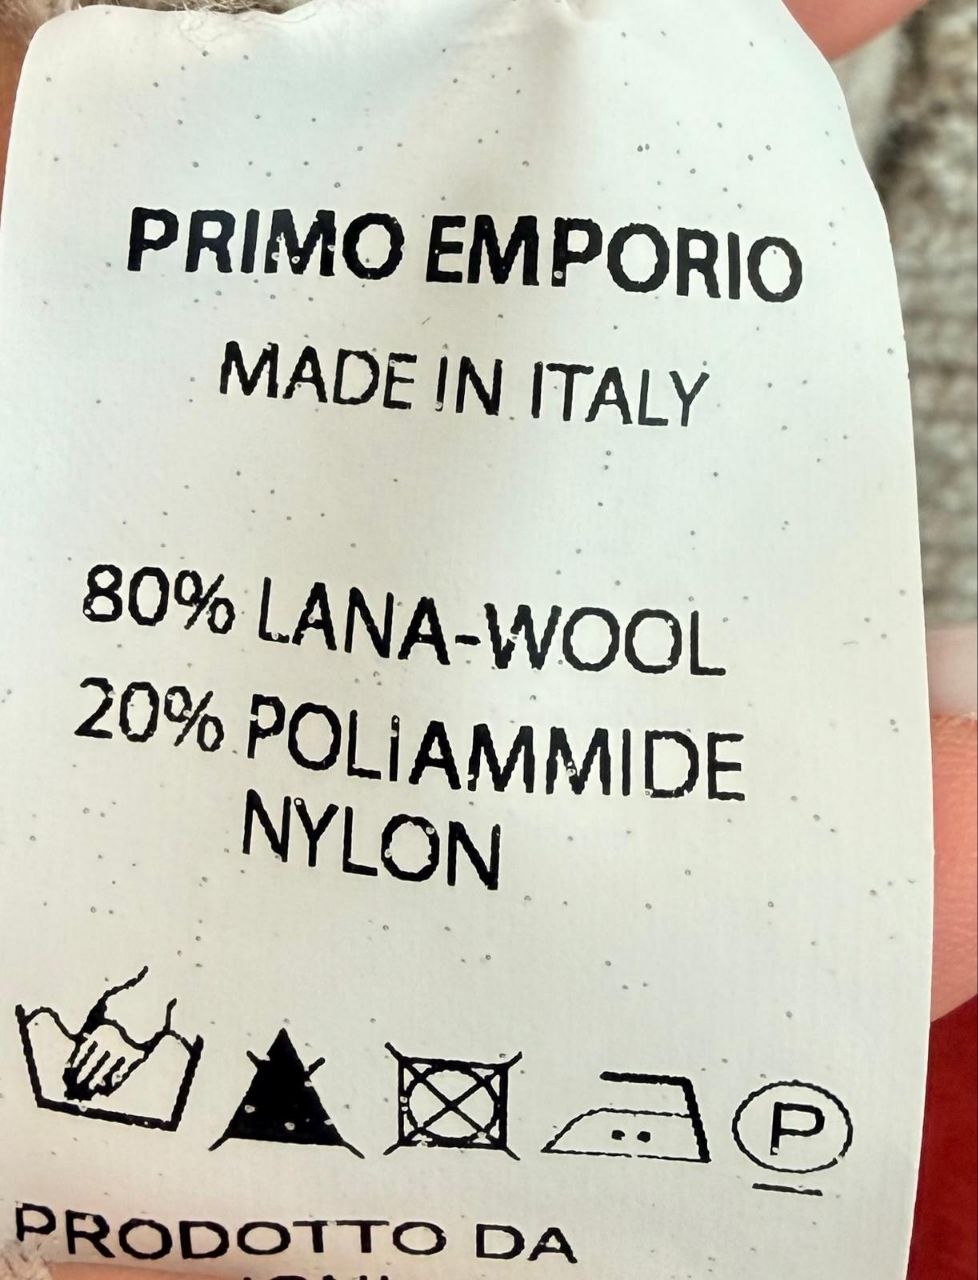 PRIMO EMPORIO
MADE IN ITALY
80% LANA-WOOL
20% POLIAMMIDE
NYLON
P
PRODOTTO DA